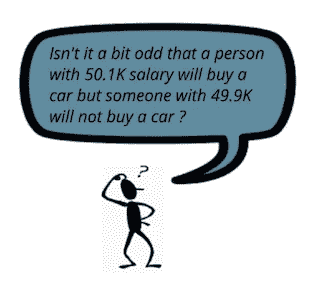 Isn't it a bit odd that a person
with 50.1K salary will buy a
car but someone with 49.9K
will not buy a car ?
?